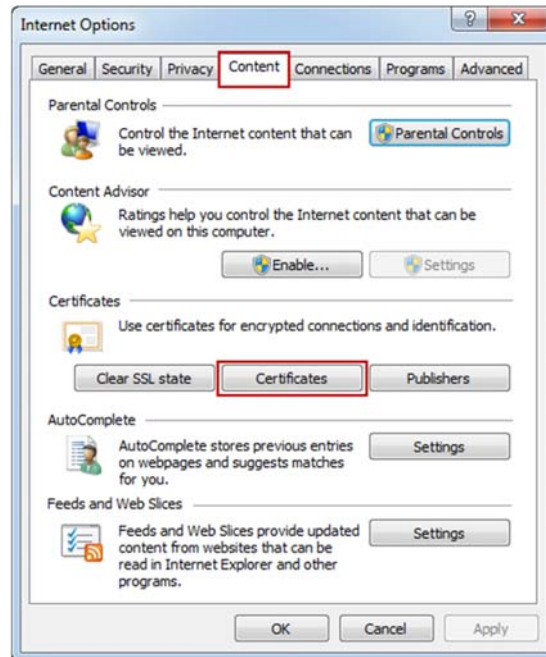 Internet Options
General Security Privacy Content Connections Programs Advanced
Parental Controls
Control the Internet content that can
be viewed.
Parental Controls
Content Advisor
Ratings help you control the Internet content that can be
viewed on this computer.
Enable...
Settings
Certificates
Use certificates for encrypted connections and identification.
Clear SSL state
Certificates
Publishers
AutoComplete
AutoComplete stores previous entries
on webpages and suggests matches
for you.
Settings
Feeds and Web Slices
Feeds and Web Slices provide updated
content from websites that can be
read in Internet Explorer and other
programs.
Settings
OK
Cancel
Apply